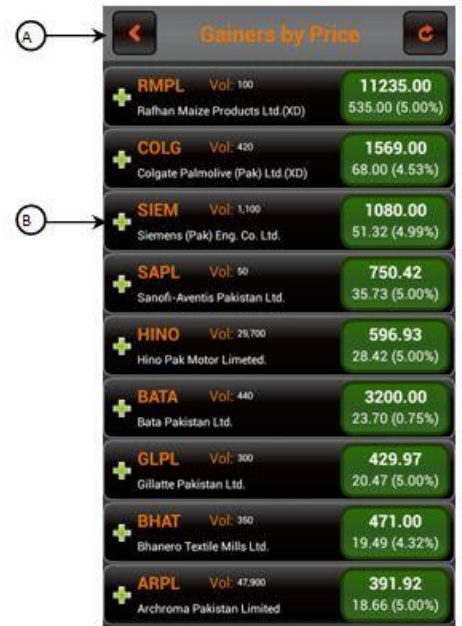 A
Gainers by Price
RMPL Vol: 100 11235.00
Rafhan Maize Products Ltd.(XD) 535.00 (5.00%)
COLG Vol: 420 1569.00
Colgate Palmolive (Pak) Ltd.(XD) 68.00 (4.53%)
B
SIEM Vol: 1,100 1080.00
Siemens (Pak) Eng. Co. Ltd. 51.32 (4.99%)
SAPL Vol: 50 750.42
Sanofi-Aventis Pakistan Ltd. 35.73 (5.00%)
HINO Vol: 29,700 596.93
Hino Pak Motor Limeted. 28.42 (5.00%)
BATA Vol: 440 3200.00
Bata Pakistan Ltd. 23.70 (0.75%)
GLPL Vol: 300 429.97
Gillatte Pakistan Ltd. 20.47 (5.00%)
BHAT Vol: 350 471.00
Bhanero Textile Mills Ltd. 19.49 (4.32%)
ARPL Vol: 47,900 391.92
Archroma Pakistan Limited 18.66 (5.00%)